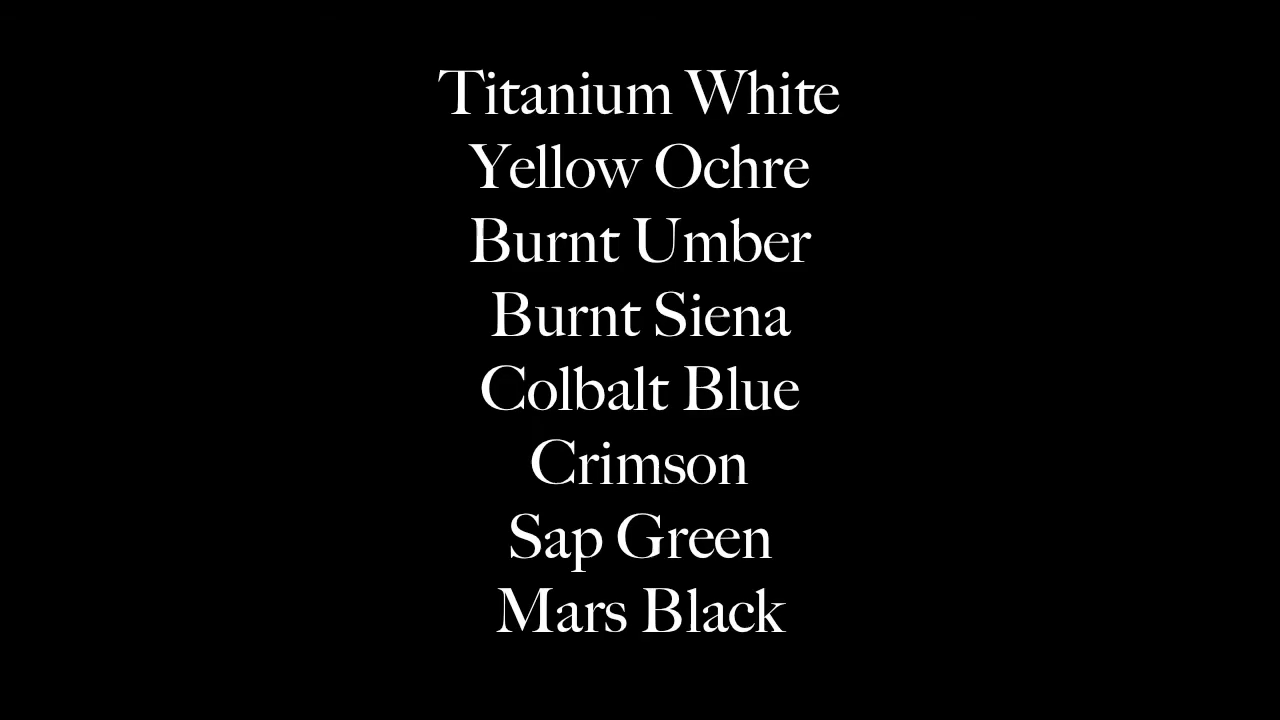 Titanium White
Yellow Ochre
Burnt Umber
Burnt Siena
Colbalt Blue
Crimson
Sap Green
Mars Black